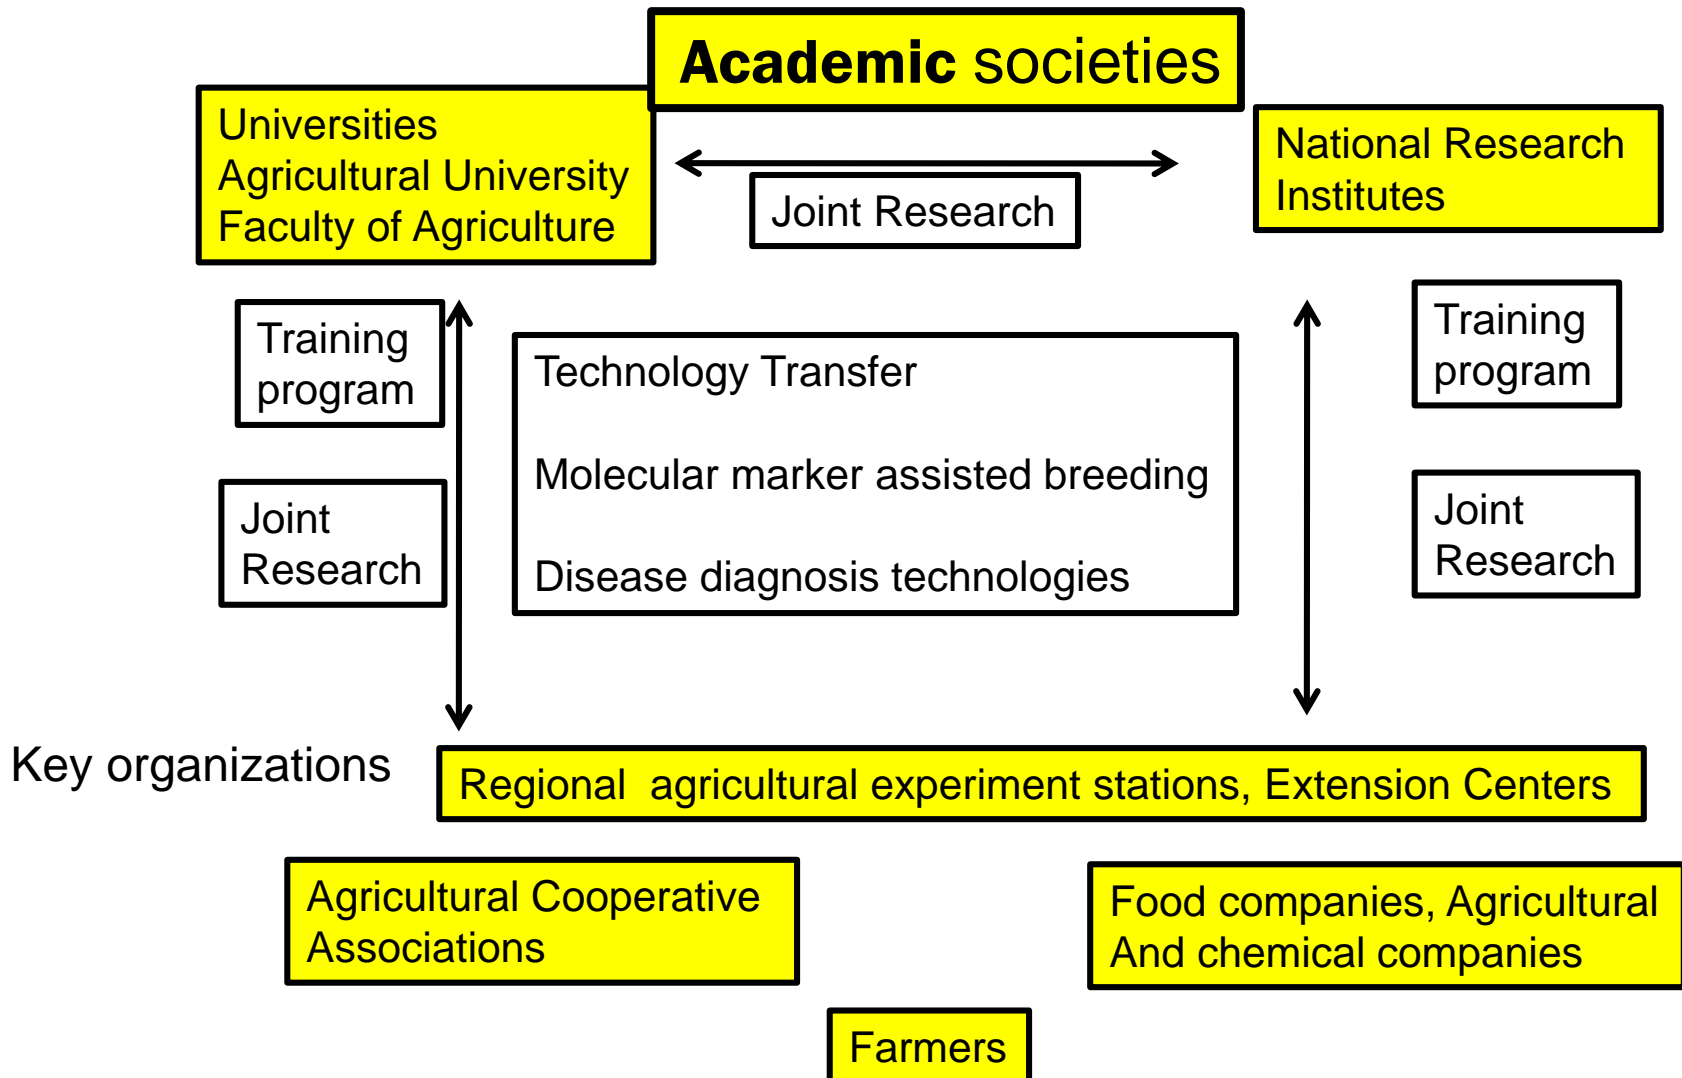 Academic societies
Universities
Agricultural University
Faculty of Agriculture
National Research
Institutes
Joint Research
Training
program
Joint
Research
Technology Transfer
Molecular marker assisted breeding
Disease diagnosis technologies
Training
program
Joint
Research
Key organizations
Regional  agricultural experiment stations, Extension Centers
Agricultural Cooperative
Associations
Food companies, Agricultural
And chemical companies
Farmers